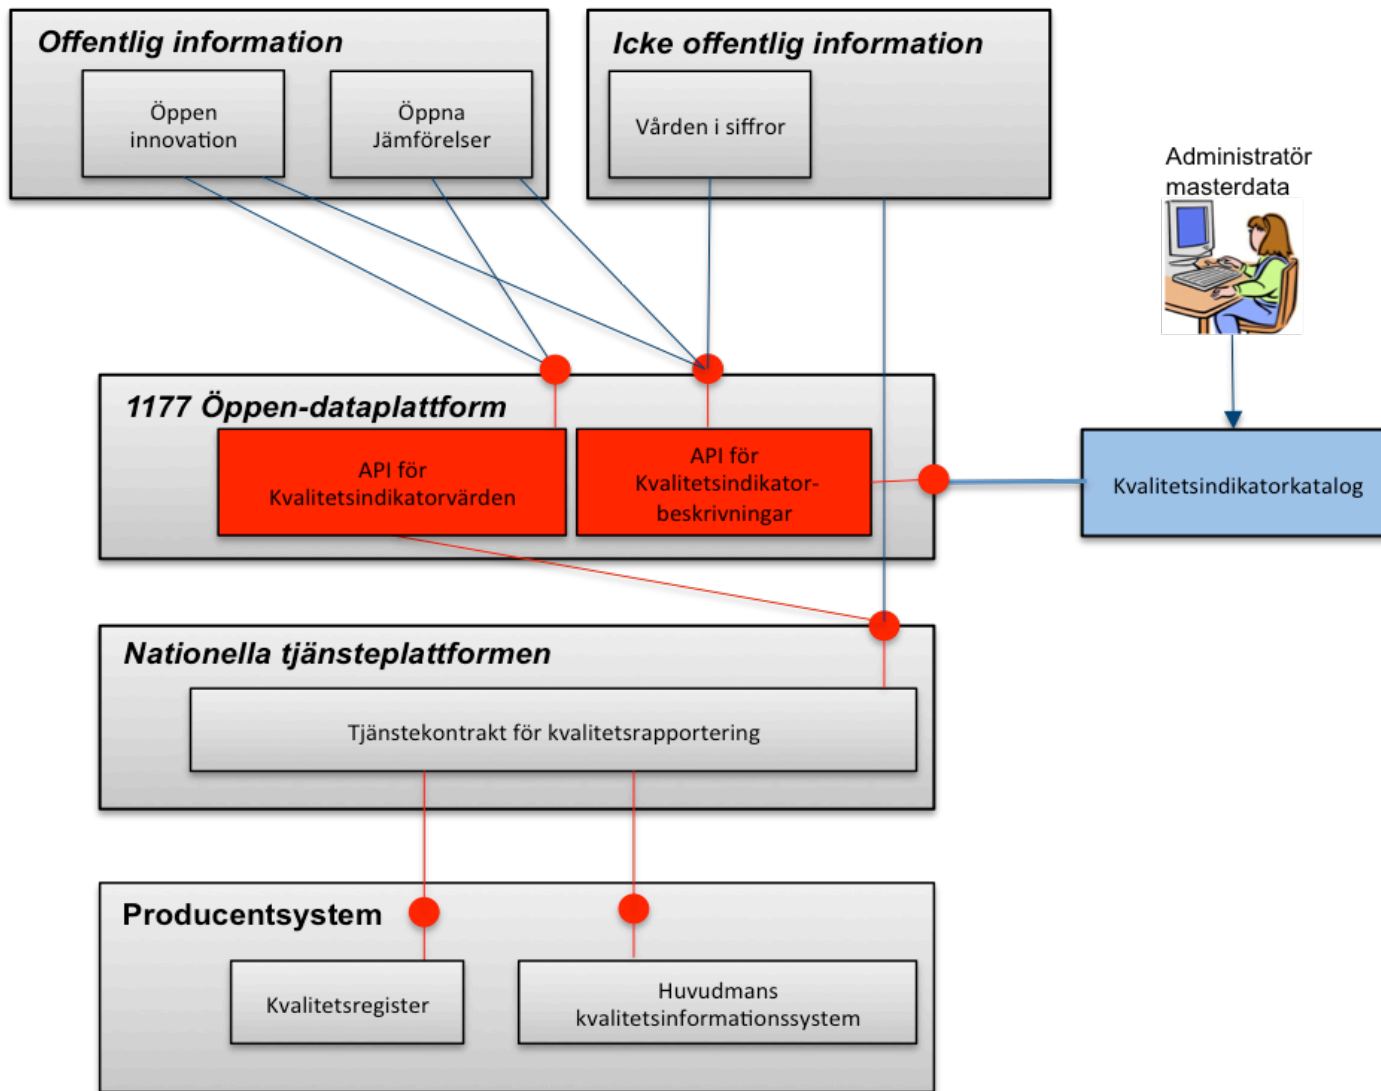 Offentlig information
Öppen
innovation
Öppna
Jämförelser
Icke offentlig information
Vården i siffror
Administratör
masterdata
1177 Öppen-dataplattform
API för
Kvalitetsindikatorvärden
API för
Kvalitetsindikator-
beskrivningar
Kvalitetsindikatorkatalog
Nationella tjänsteplattformen
Tjänstekontrakt för kvalitetsrapportering
Producentsystem
Kvalitetsregister
Huvudmans
kvalitetsinformationssystem